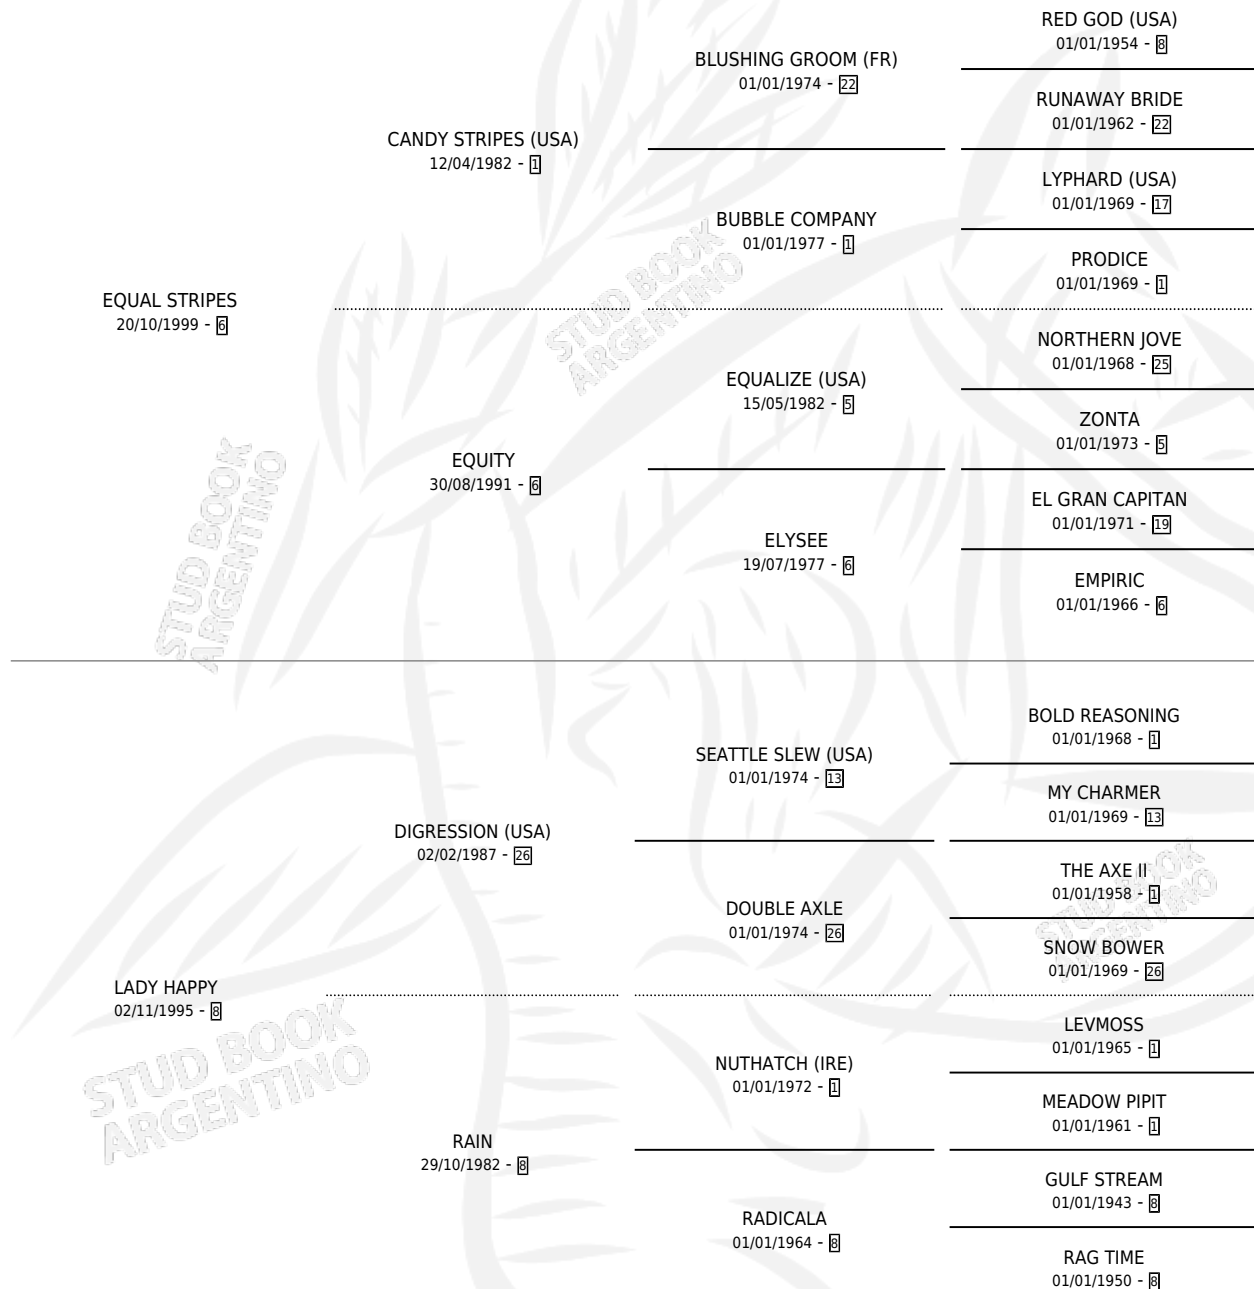 RED GOD (USA)
01/01/1954 - 8
BLUSHING GROOM (FR)
01/01/1974 - 22
RUNAWAY BRIDE
01/01/1962 - 22
CANDY STRIPES (USA)
12/04/1982 - 1
LYPHARD (USA)
01/01/1969 - 17
BUBBLE COMPANY
01/01/1977 - 1
PRODICE
01/01/1969 - 1
EQUAL STRIPES
20/10/1999 - 6
STUD BOOK
ARGENTINO
NORTHERN JOVE
01/01/1968 - 25
EQUALIZE (USA)
15/05/1982 - 5
ZONTA
01/01/1973 - 5
EQUITY
30/08/1991 - 6
EL GRAN CAPITAN
01/01/1971 - 19
ELYSEE
19/07/1977 - 6
EMPIRIC
01/01/1966 - 6
STUD BOOK
ARGENTINO
BOLD REASONING
01/01/1968 - 1
SEATTLE SLEW (USA)
01/01/1974 - 13
MY CHARMER
01/01/1969 - 13
DIGRESSION (USA)
02/02/1987 - 26
THE AXE II
01/01/1958 - 1
DOUBLE AXLE
01/01/1974 - 26
STUD BOOK
ARGENTINO
SNOW BOWER
01/01/1969 - 26
LADY HAPPY
02/11/1995 - 8
LEVMOSS
01/01/1965 - 1
STUD BOOK
ARGENTINO
NUTHATCH (IRE)
01/01/1972 - 1
MEADOW PIPIT
01/01/1961 - 1
RAIN
29/10/1982 - 8
GULF STREAM
01/01/1943 - 8
RADICALA
01/01/1964 - 8
RAG TIME
01/01/1950 - 8